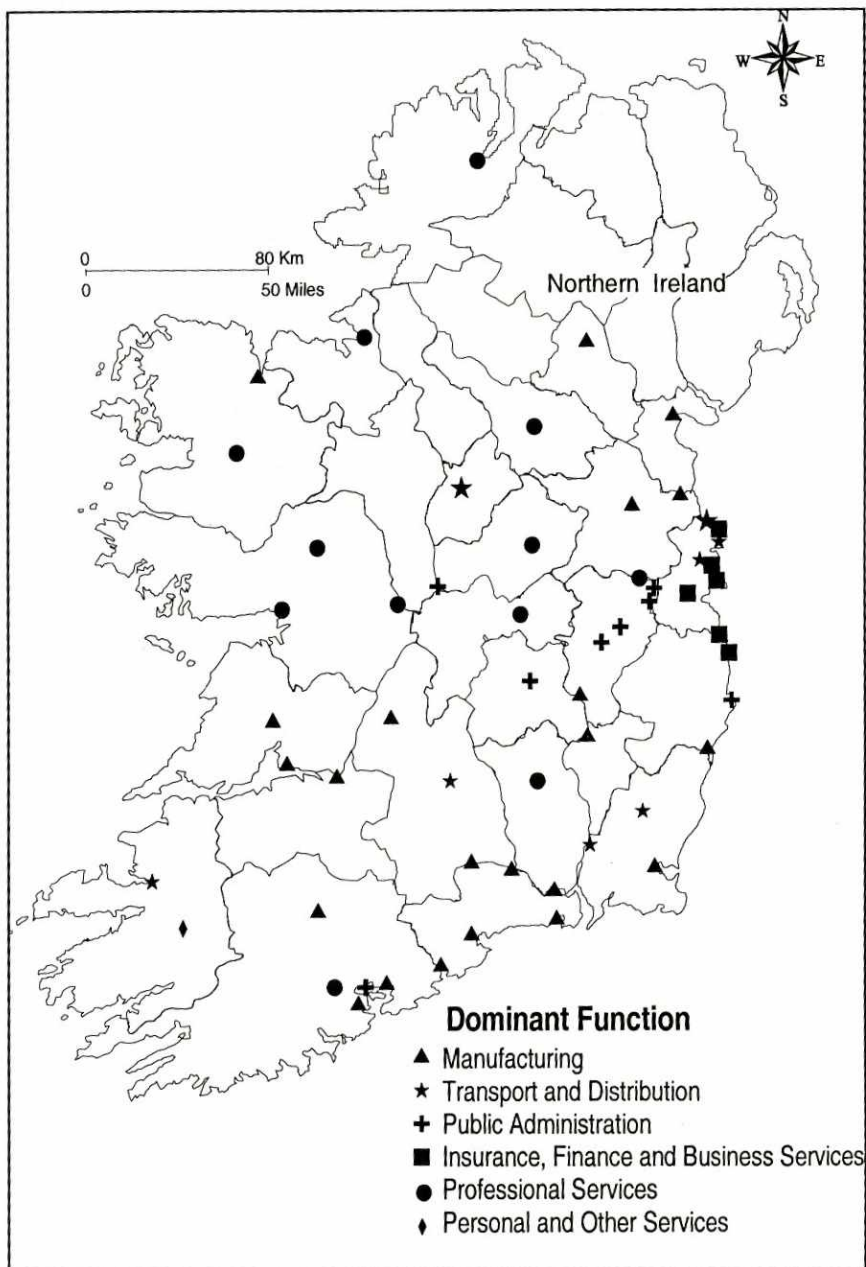 N
W E
S
0 80 Km
0 50 Miles
Northern Ireland
Dominant Function
Manufacturing
Transport and Distribution
Public Administration
Insurance, Finance and Business Services
Professional Services
Personal and Other Services